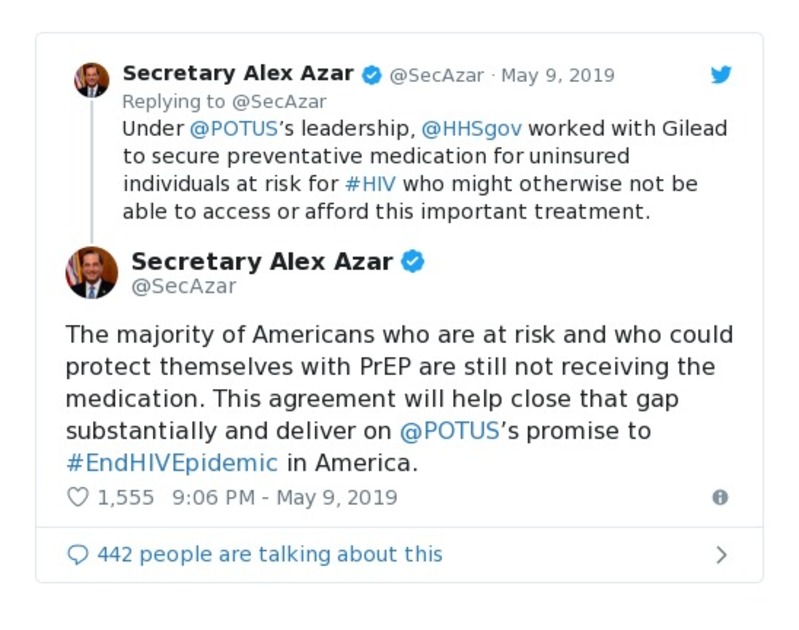 Secretary Alex Azar @SecAzar · May 9, 2019
Replying to @SecAzar
Under @POTUS’s leadership, @HHSgov worked with Gilead
to secure preventative medication for uninsured
individuals at risk for #HIV who might otherwise not be
able to access or afford this important treatment.
Secretary Alex Azar
@SecAzar
The majority of Americans who are at risk and who could
protect themselves with PrEP are still not receiving the
medication. This agreement will help close that gap
substantially and deliver on @POTUS’s promise to
#EndHIVEpidemic in America.
1,555 9:06 PM - May 9, 2019
442 people are talking about this